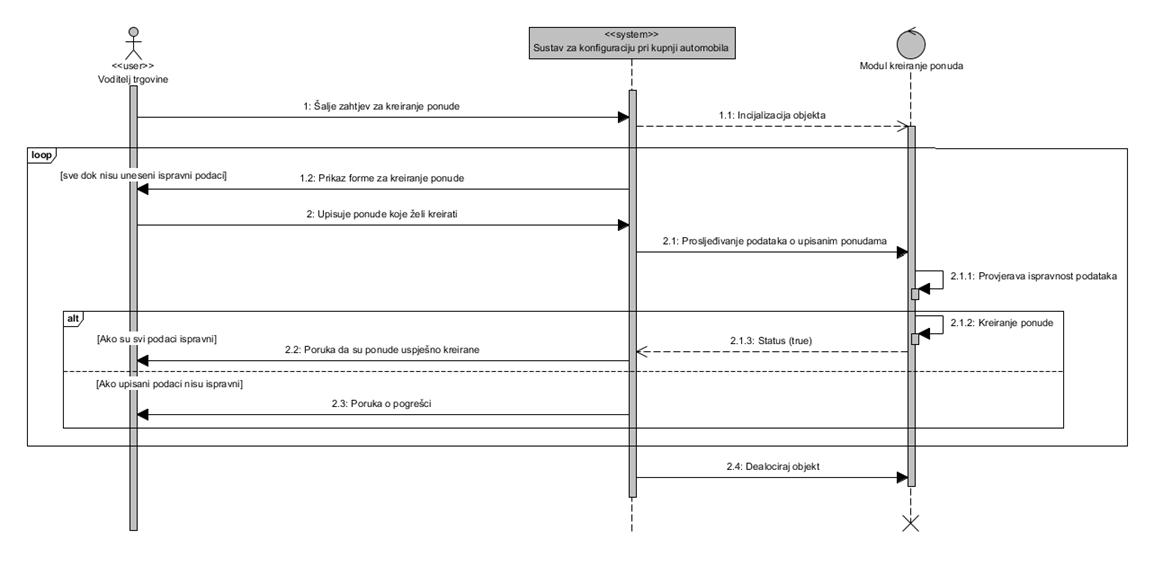 <<user>>
Voditelj trgovine
<<system>>
Sustav za konfiguraciju pri kupnji automobila
Modul kreiranje ponuda
1: Šalje zahtjev za kreiranje ponude
1.1: Incijalizacija objekta
loop
[sve dok nisu uneseni ispravni podaci]
1.2: Prikaz forme za kreiranje ponude
2: Upisuje ponude koje želi kreirati
2.1: Prosljeđivanje podataka o upisanim ponudama
2.1.1: Provjerava ispravnost podataka
alt
2.1.2: Kreiranje ponude
[Ako su svi podaci ispravni]
2.1.3: Status (true)
2.2: Poruka da su ponude uspješno kreirane
[Ako upisani podaci nisu ispravni]
2.3: Poruka o pogrešci
2.4: Dealociraj objekt